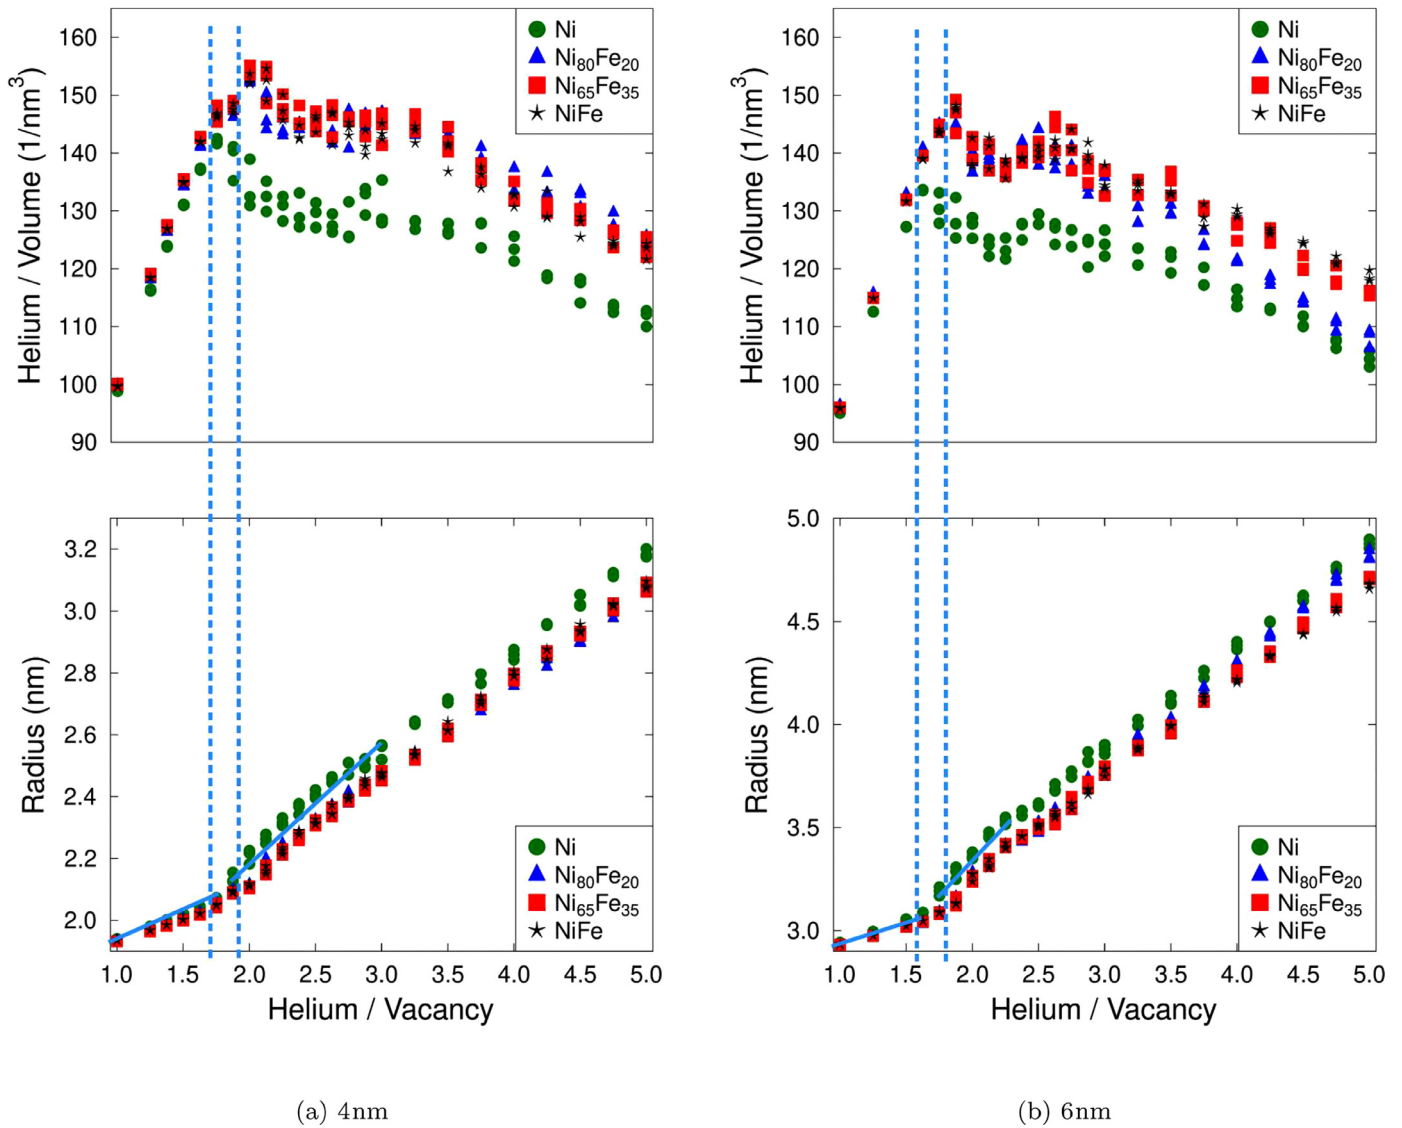 160
150
140
130
120
110
100
90
Helium / Volume (1/nm³)
Ni
Ni₈₀Fe₂₀
Ni₆₅Fe₃₅
NiFe
160
150
140
130
120
110
100
90
Helium / Volume (1/nm³)
Ni
Ni₈₀Fe₂₀
Ni₆₅Fe₃₅
NiFe
3.2
3.0
2.8
2.6
2.4
2.2
2.0
Radius (nm)
Ni
Ni₈₀Fe₂₀
Ni₆₅Fe₃₅
NiFe
1.0 1.5 2.0 2.5 3.0 3.5 4.0 4.5 5.0
Helium / Vacancy
5.0
4.5
4.0
3.5
3.0
Radius (nm)
Ni
Ni₈₀Fe₂₀
Ni₆₅Fe₃₅
NiFe
1.0 1.5 2.0 2.5 3.0 3.5 4.0 4.5 5.0
Helium / Vacancy
(a) 4nm
(b) 6nm